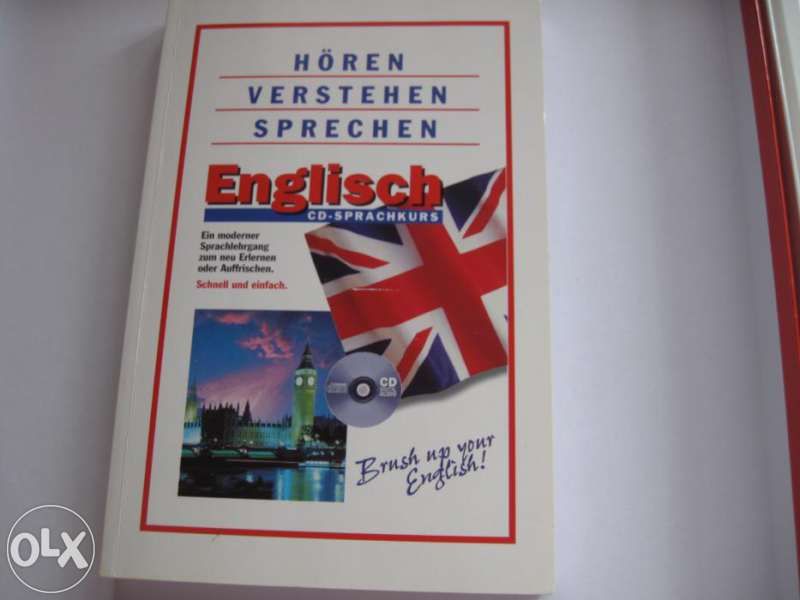 HÖREN
VERSTEHEN
SPRECHEN
Englisch
CD-SPRACHKURS
Ein moderner
Sprachlehrgang
zum neu Erlernen
oder Auffrischen.
Schnell und einfach.
CD
Brush up your
English!
OLX